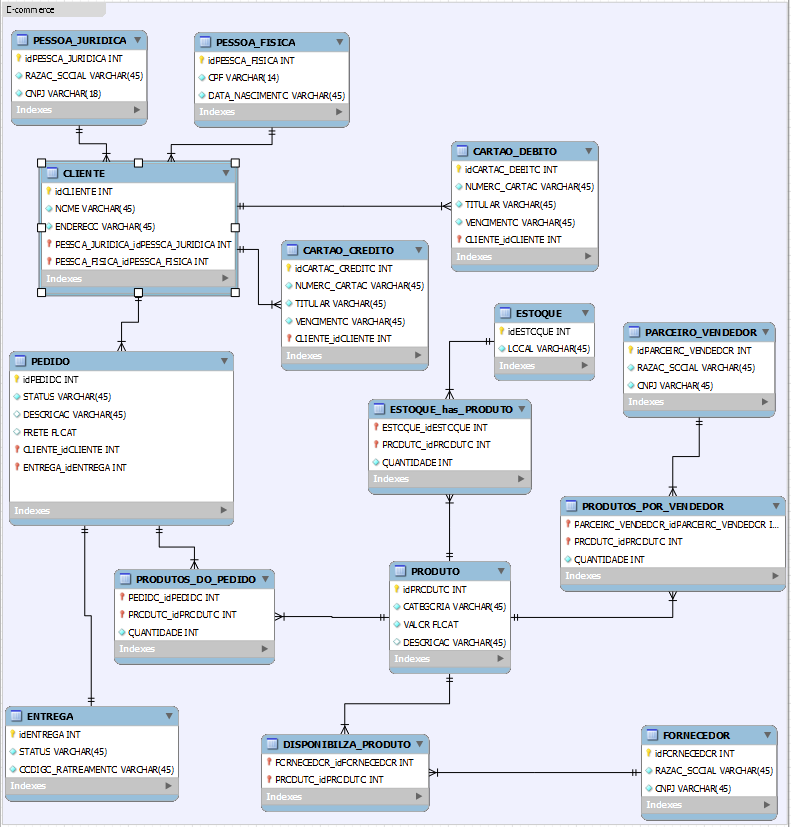 E-commerce
PESSOA_JURIDICA
idPESSOA_JURIDICA INT
RAZAO_SOCIAL VARCHAR(45)
CNPJ VARCHAR(18)
Indexes
PESSOA_FISICA
idPESSOA_FISICA INT
CPF VARCHAR(14)
DATA_NASCIMENTO VARCHAR(45)
Indexes
CLIENTE
idCLIENTE INT
NOME VARCHAR(45)
ENDERECO VARCHAR(45)
PESSOA_JURIDICA_idPESSOA_JURIDICA INT
PESSOA_FISICA_idPESSOA_FISICA INT
Indexes
CARTAO_DEBITO
idCARTAO_DEBITO INT
NUMERO_CARTAO VARCHAR(45)
TITULAR VARCHAR(45)
VENCIMENTO VARCHAR(45)
CLIENTE_idCLIENTE INT
Indexes
CARTAO_CREDITO
idCARTAO_CREDITO INT
NUMERO_CARTAO VARCHAR(45)
TITULAR VARCHAR(45)
VENCIMENTO VARCHAR(45)
CLIENTE_idCLIENTE INT
Indexes
ESTOQUE
idESTOQUE INT
LOCAL VARCHAR(45)
Indexes
PARCEIRO_VENDEDOR
idPARCEIRO_VENDEDOR INT
RAZAO_SOCIAL VARCHAR(45)
CNPJ VARCHAR(45)
Indexes
PEDIDO
idPEDIDO INT
STATUS VARCHAR(45)
DESCRICAO VARCHAR(45)
FRETE FLOAT
CLIENTE_idCLIENTE INT
ENTREGA_idENTREGA INT
Indexes
ESTOQUE_has_PRODUTO
ESTOQUE_idESTOQUE INT
PRODUTO_idPRODUTO INT
QUANTIDADE INT
Indexes
PRODUTOS_POR_VENDEDOR
PARCEIRO_VENDEDOR_idPARCEIRO_VENDEDOR I...
PRODUTO_idPRODUTO INT
QUANTIDADE INT
Indexes
PRODUTOS_DO_PEDIDO
PEDIDO_idPEDIDO INT
PRODUTO_idPRODUTO INT
QUANTIDADE INT
Indexes
PRODUTO
idPRODUTO INT
CATEGORIA VARCHAR(45)
VALOR FLOAT
DESCRICAO VARCHAR(45)
Indexes
ENTREGA
idENTREGA INT
STATUS VARCHAR(45)
CODIGO_RATREAMENTO VARCHAR(45)
Indexes
DISPONIBILZA_PRODUTO
FORNECEDOR_idFORNECEDOR INT
PRODUTO_idPRODUTO INT
Indexes
FORNECEDOR
idFORNECEDOR INT
RAZAO_SOCIAL VARCHAR(45)
CNPJ VARCHAR(45)
Indexes